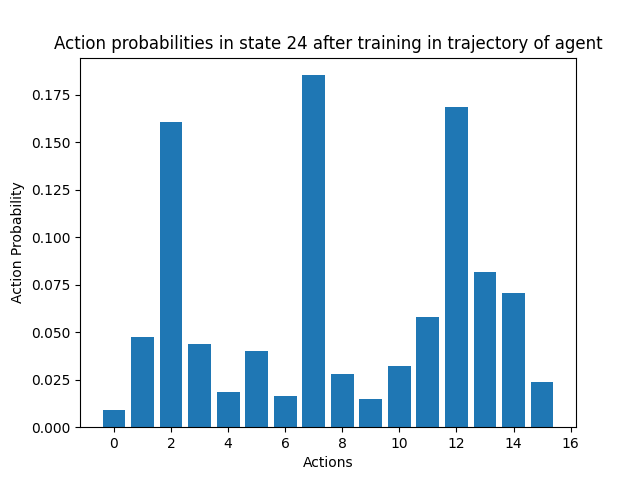 Action probabilities in state 24 after training in trajectory of agent
0.175
0.150
0.125
0.100
0.075
0.050
0.025
0.000
Action Probability
0 2 4 6 8 10 12 14 16
Actions